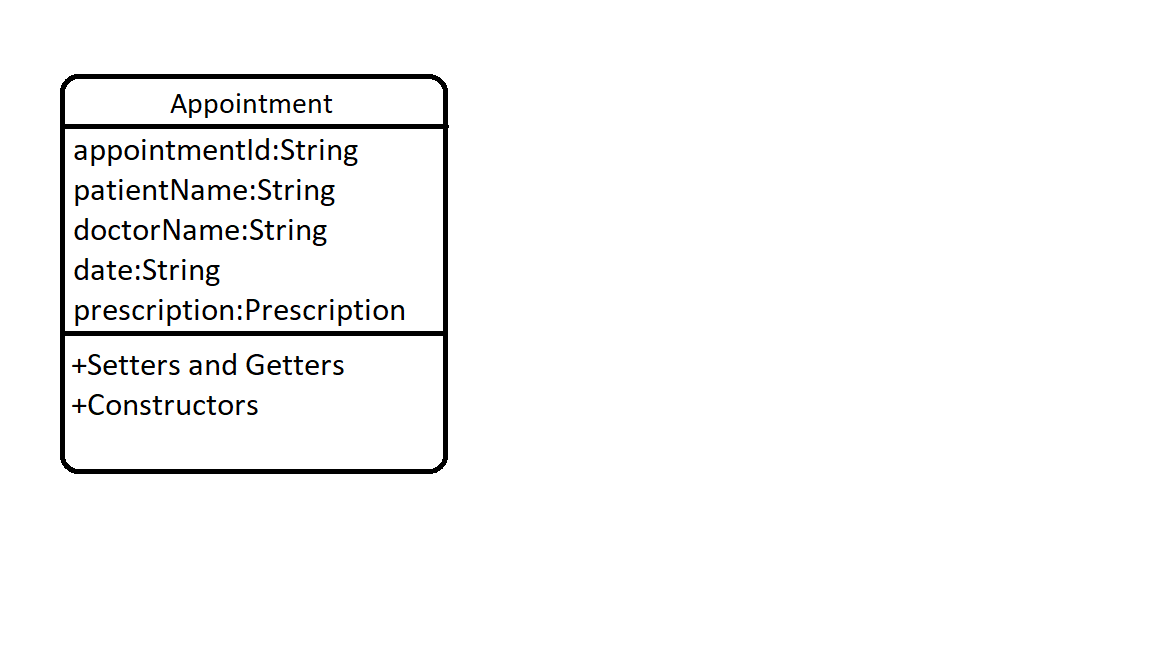 Appointment
appointmentId:String
patientName:String
doctorName:String
date:String
prescription:Prescription
+Setters and Getters
+Constructors